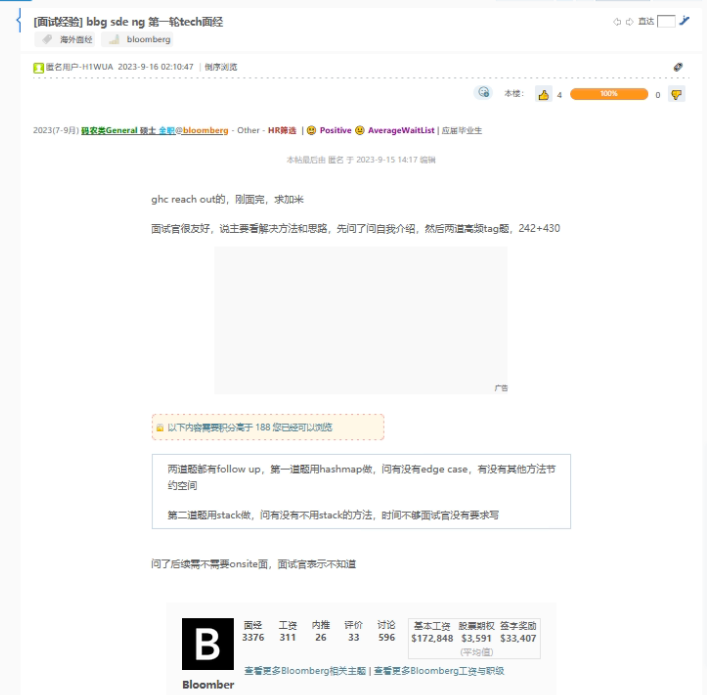 [面试经验] bbg sde ng 第一轮tech面经
直达
海外面经 bloomberg
匿名用户-H1WUA 2023-9-16 02:10:47 | 倒序浏览
本楼: 4 100% 0
2023(7-9月) 码农类General 硕士 全职@bloomberg - Other - HR筛选 | Positive AverageWaitList | 应届毕业生
本帖最后由 匿名 于 2023-9-15 14:17 编辑
ghc reach out的，刚面完，求加米
面试官很友好，说主要看解决方法和思路，先问了问自我介绍，然后两道高频tag题，242+430
广告
以下内容需要积分高于 188 您已经可以浏览
两道题都有follow up，第一道题用hashmap做，问有没有edge case，有没有其他方法节
约空间
第二道题用stack做，问有没有不用stack的方法，时间不够面试官没有要求写
问了后续需不需要onsite面，面试官表示不知道
B
面经 工资 内推 评价 讨论 基本工资 股票期权 签字奖励
3376 311 26 33 596 $172,848 $3,591 $33,407
(平均值)
查看更多Bloomberg相关主题 | 查看更多Bloomberg工资与职级
Bloomber